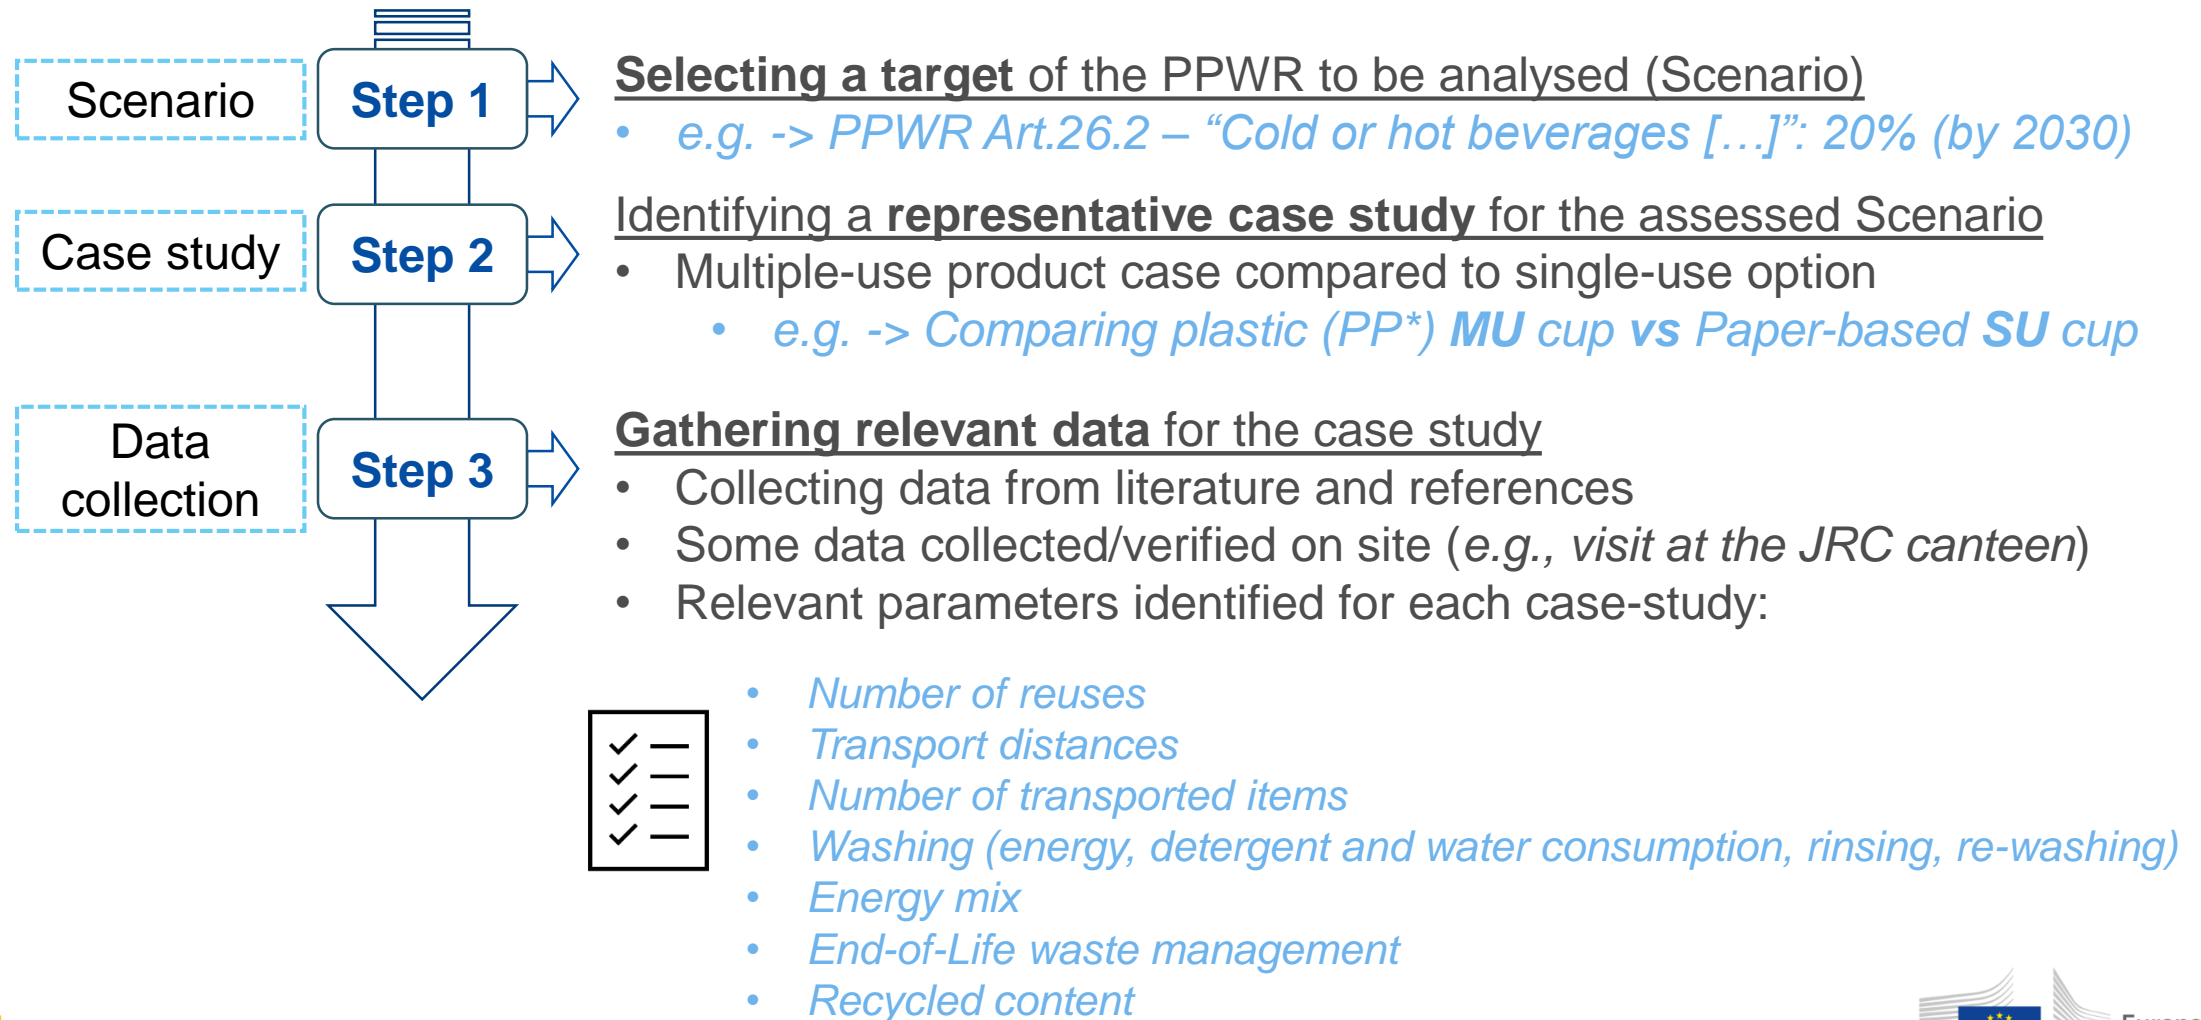 Scenario
Step 1
Selecting a target of the PPWR to be analysed (Scenario)
• e.g. -> PPWR Art.26.2 – “Cold or hot beverages […]”: 20% (by 2030)
Case study
Step 2
Identifying a representative case study for the assessed Scenario
• Multiple-use product case compared to single-use option
• e.g. -> Comparing plastic (PP*) MU cup vs Paper-based SU cup
Data
collection
Step 3
Gathering relevant data for the case study
• Collecting data from literature and references
• Some data collected/verified on site (e.g., visit at the JRC canteen)
• Relevant parameters identified for each case-study:
• Number of reuses
• Transport distances
• Number of transported items
• Washing (energy, detergent and water consumption, rinsing, re-washing)
• Energy mix
• End-of-Life waste management
• Recycled content